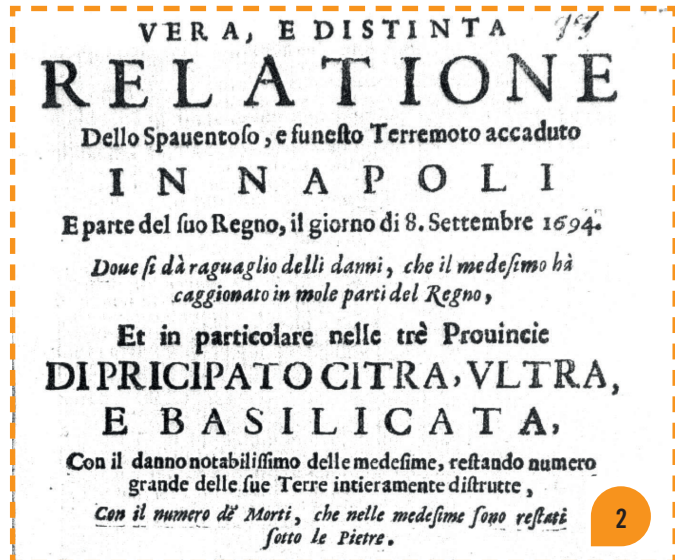 VERA, E DISTINTA
RELATIONE
Dello Spauentoſo, e funeſto Terremoto accaduto
IN NAPOLI
E parte del ſuo Regno, il giorno di 8. Settembre 1694.
Doue ſi dà raguaglio delli danni, che il medeſimo hà
caggionato in mole parti del Regno,
Et in particolare nelle trè Prouincie
DI PRICIPATO CITRA, VLTRA,
E BASILICATA,
Con il danno notabiliſſimo delle medeſime, reſtando numero
grande delle ſue Terre intieramente diſtrutte,
Con il numero de' Morti, che nelle medeſime ſono reſtati
ſotto le Pietre.
2